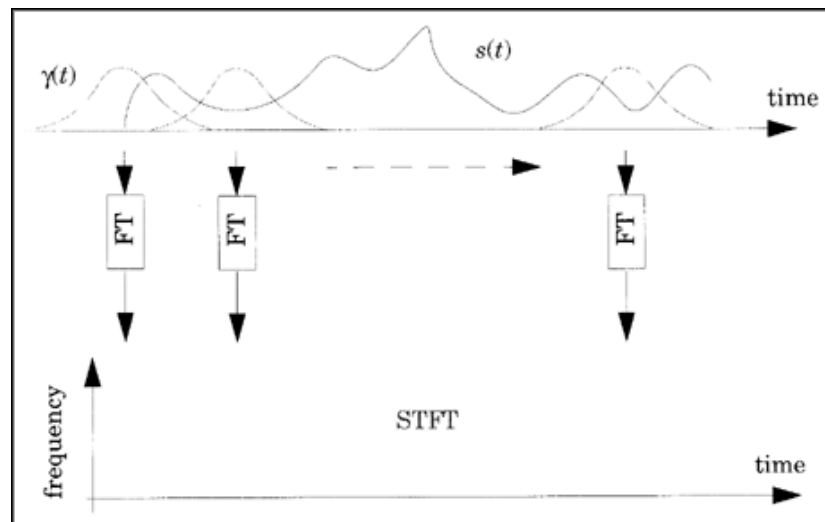 γ(t)
s(t)
time
FT
FT
FT
frequency
STFT
time